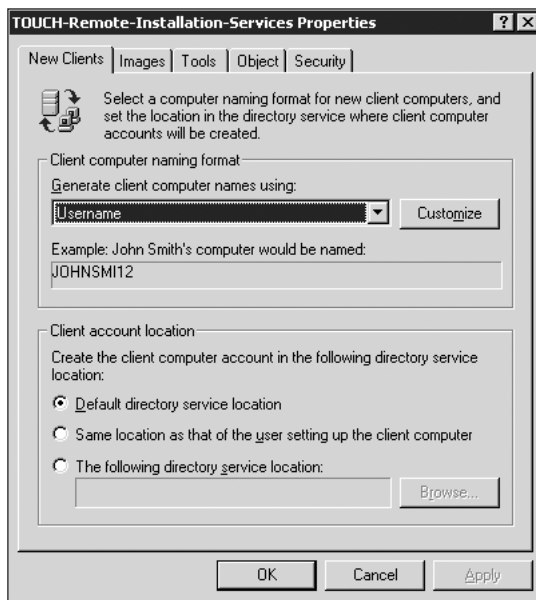 TOUCH-Remote-Installation-Services Properties
New Clients Images Tools Object Security
Select a computer naming format for new client computers, and
set the location in the directory service where client computer
accounts will be created.
Client computer naming format
Generate client computer names using:
Username Customize
Example: John Smith's computer would be named:
JOHNSMI12
Client account location
Create the client computer account in the following directory service
location:
Default directory service location
Same location as that of the user setting up the client computer
The following directory service location:
Browse...
OK Cancel Apply